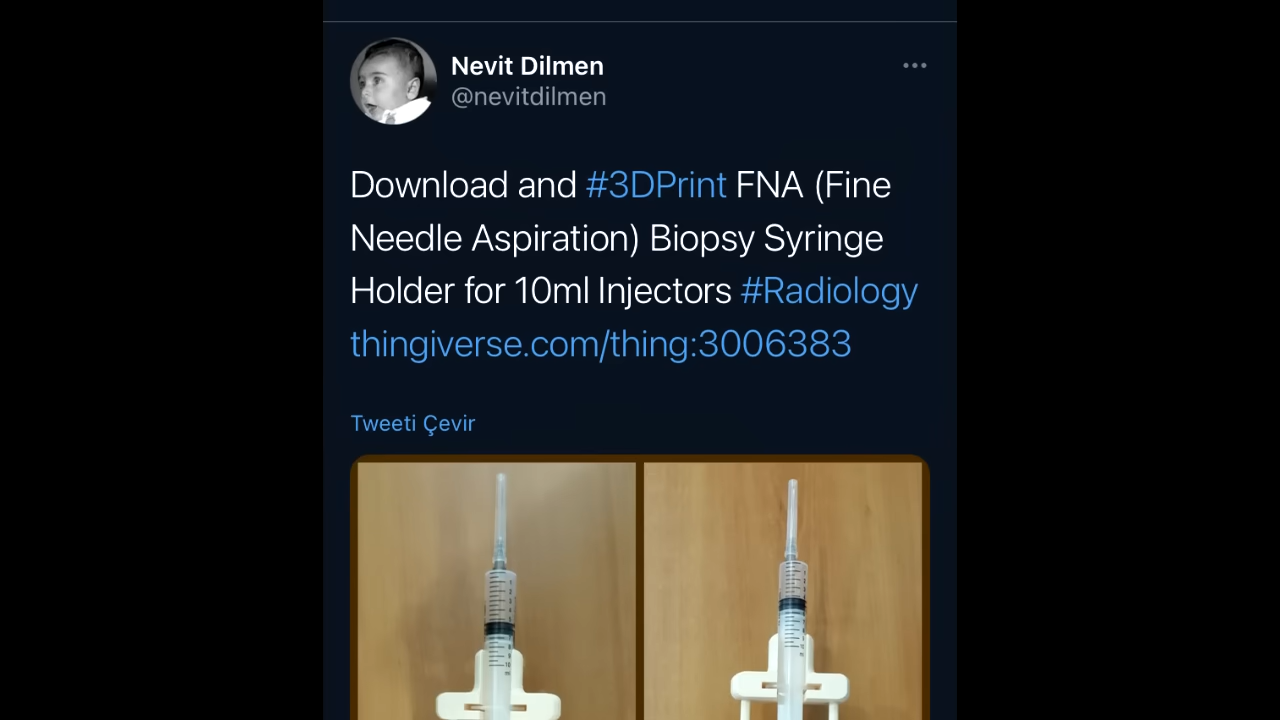 Nevit Dilmen
@nevitdilmen
Download and #3DPrint FNA (Fine
Needle Aspiration) Biopsy Syringe
Holder for 10ml Injectors #Radiology
thingiverse.com/thing:3006383
Tweeti Çevir